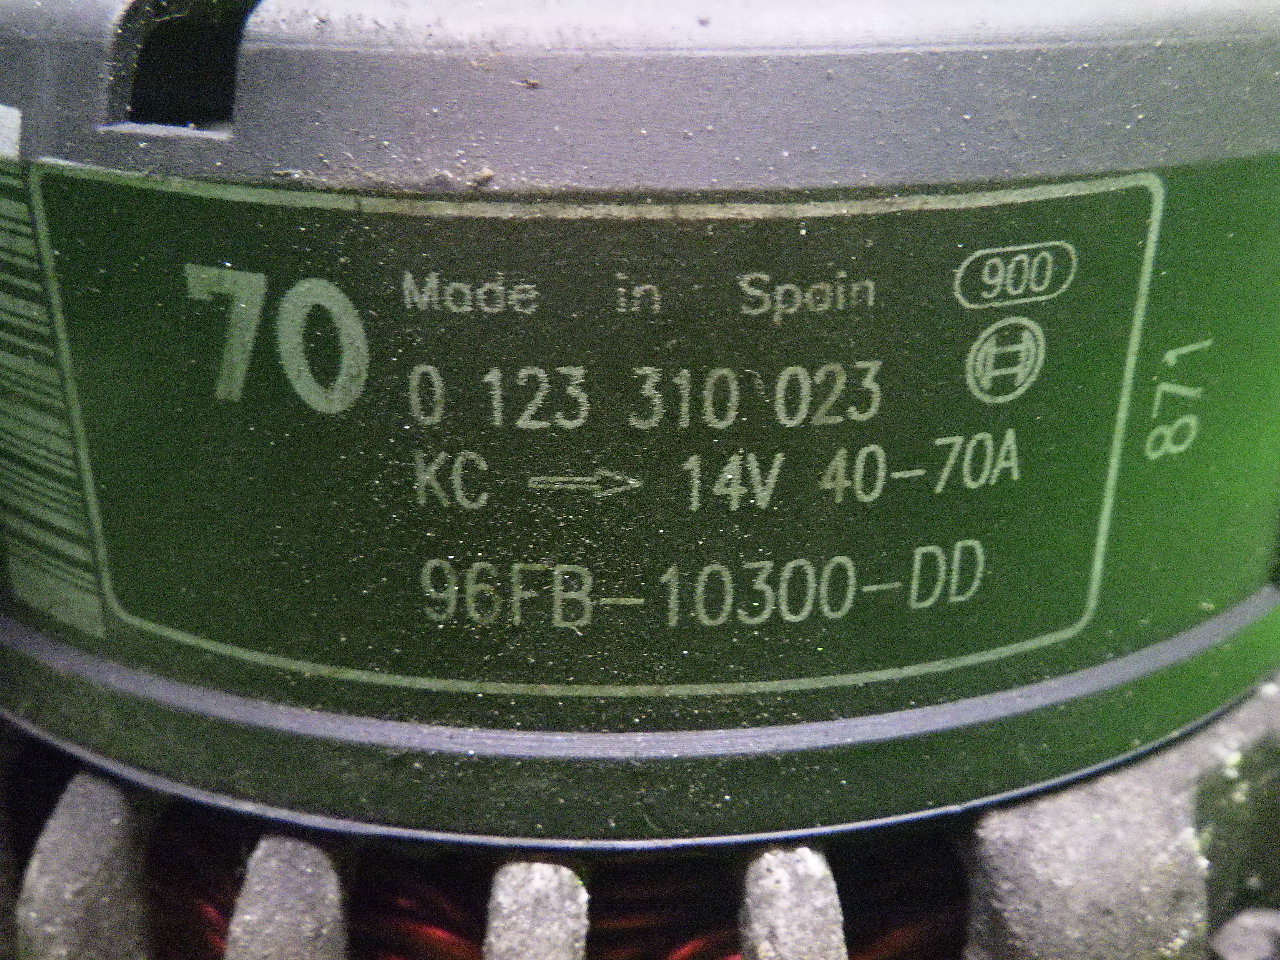 70
Made in Spain
900
0 123 310 023
KC → 14V 40-70A
96FB-10300-DD
871